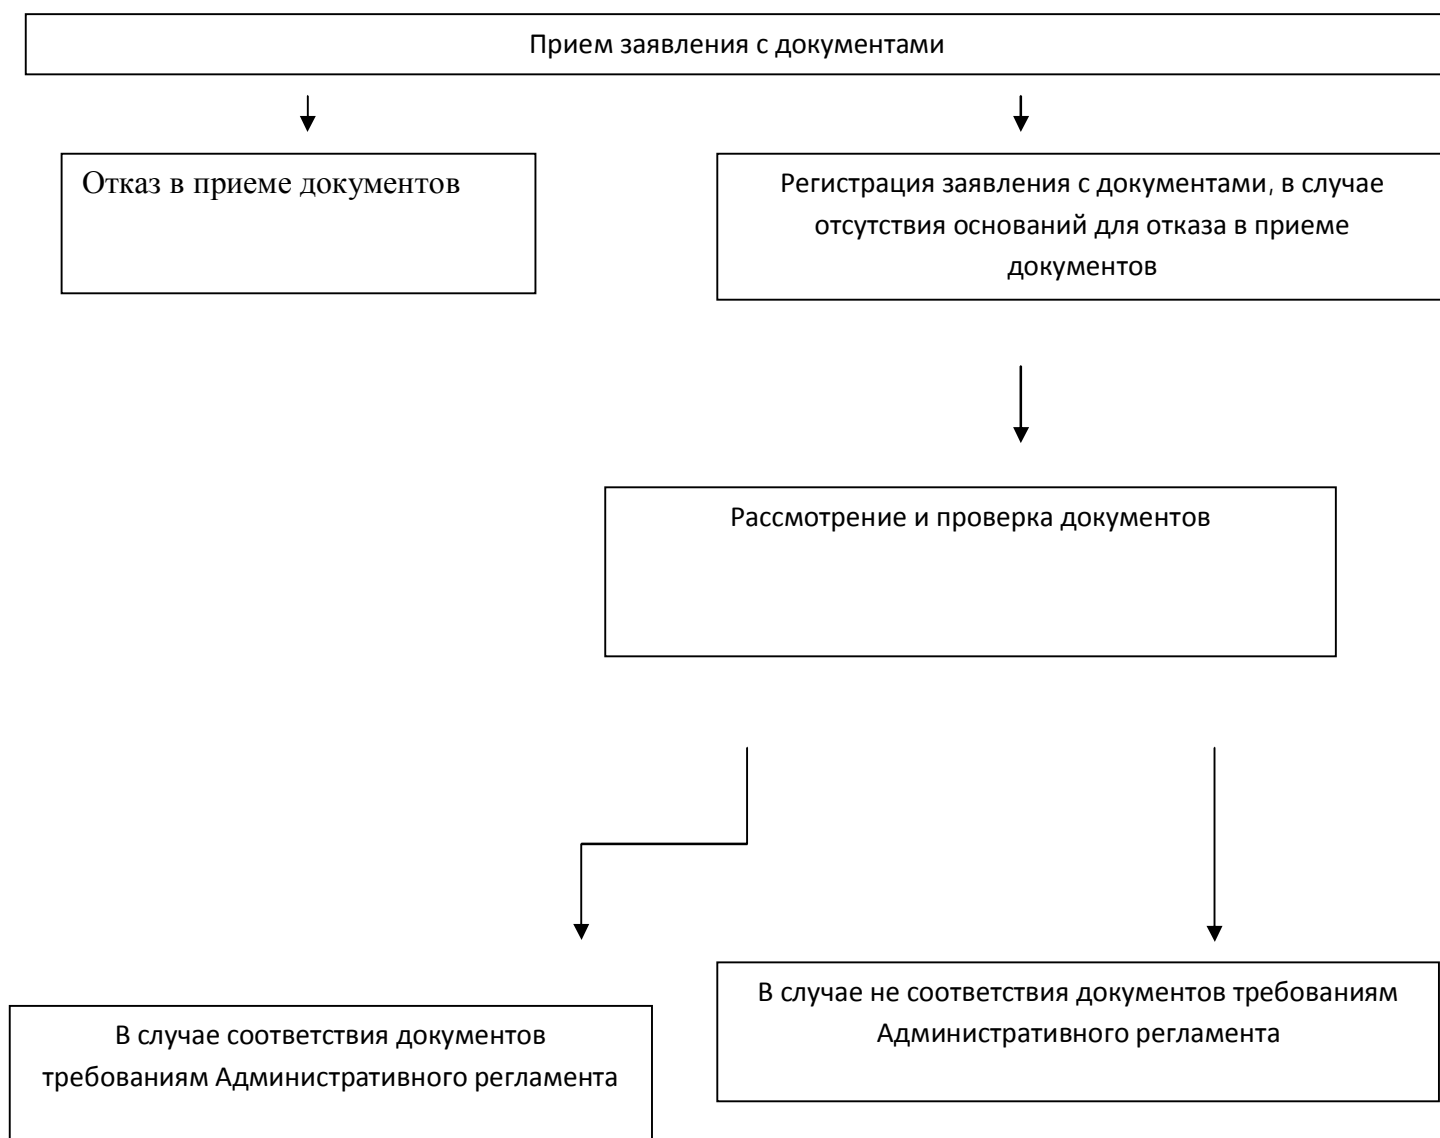 Прием заявления с документами
Отказ в приеме документов
Регистрация заявления с документами, в случае
отсутствия оснований для отказа в приеме
документов
Рассмотрение и проверка документов
В случае соответствия документов
требованиям Административного регламента
В случае не соответствия документов требованиям
Административного регламента